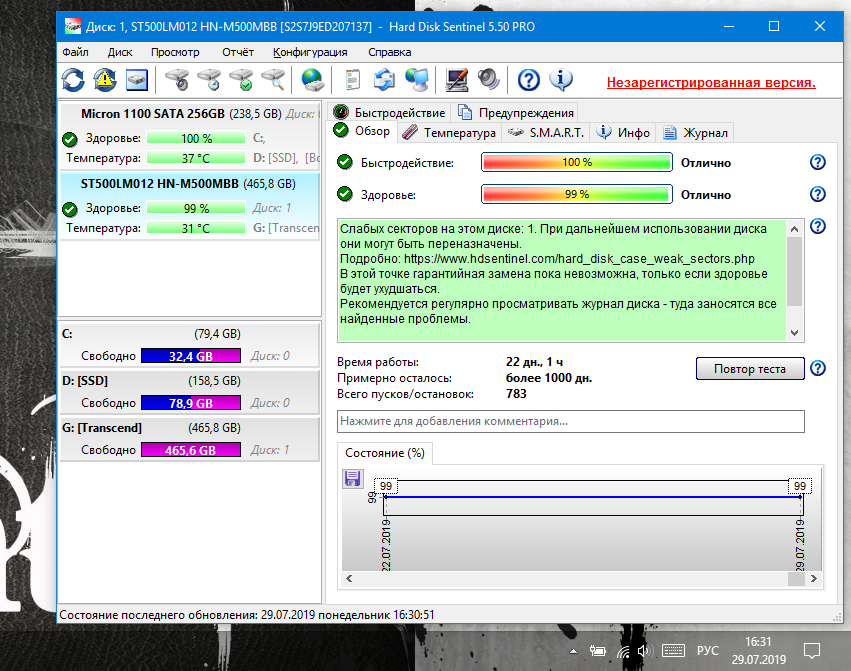 Диск: 1, ST500LM012 HN-M500MBB [S2S7J9ED207137] - Hard Disk Sentinel 5.50 PRO
Файл Диск Просмотр Отчёт Конфигурация Справка
Незарегистрированная версия.
Micron 1100 SATA 256GB (238,5 GB) Диск:
Здоровье: 100 % C:,
Температура: 37 °C D: [SSD],
ST500LM012 HN-M500MBB (465,8 GB)
Здоровье: 99 % Диск: 1
Температура: 31 °C G: [Transcen
C: (79,4 GB)
Свободно 32,4 GB Диск: 0
D: [SSD] (158,5 GB)
Свободно 78,9 GB Диск: 0
G: [Transcend] (465,8 GB)
Свободно 465,6 GB Диск: 1
Быстродействие Предупреждения
Обзор Температура S.M.A.R.T. Инфо Журнал
Быстродействие: 100 % Отлично
Здоровье: 99 % Отлично
Слабых секторов на этом диске: 1. При дальнейшем использовании диска
они могут быть переназначены.
Подробно: https://www.hdsentinel.com/hard_disk_case_weak_sectors.php
В этой точке гарантийная замена пока невозможна, только если здоровье
будет ухудшаться.
Рекомендуется регулярно просматривать журнал диска - туда заносятся все
найденные проблемы.
Время работы: 22 дн., 1 ч
Примерно осталось: более 1000 дн.
Всего пусков/остановок: 783
Повтор теста
Нажмите для добавления комментария...
Состояние (%)
99 99
99
22.07.2019 29.07.2019
Состояние последнего обновления: 29.07.2019 понедельник 16:30:51
РУС
16:31
29.07.2019